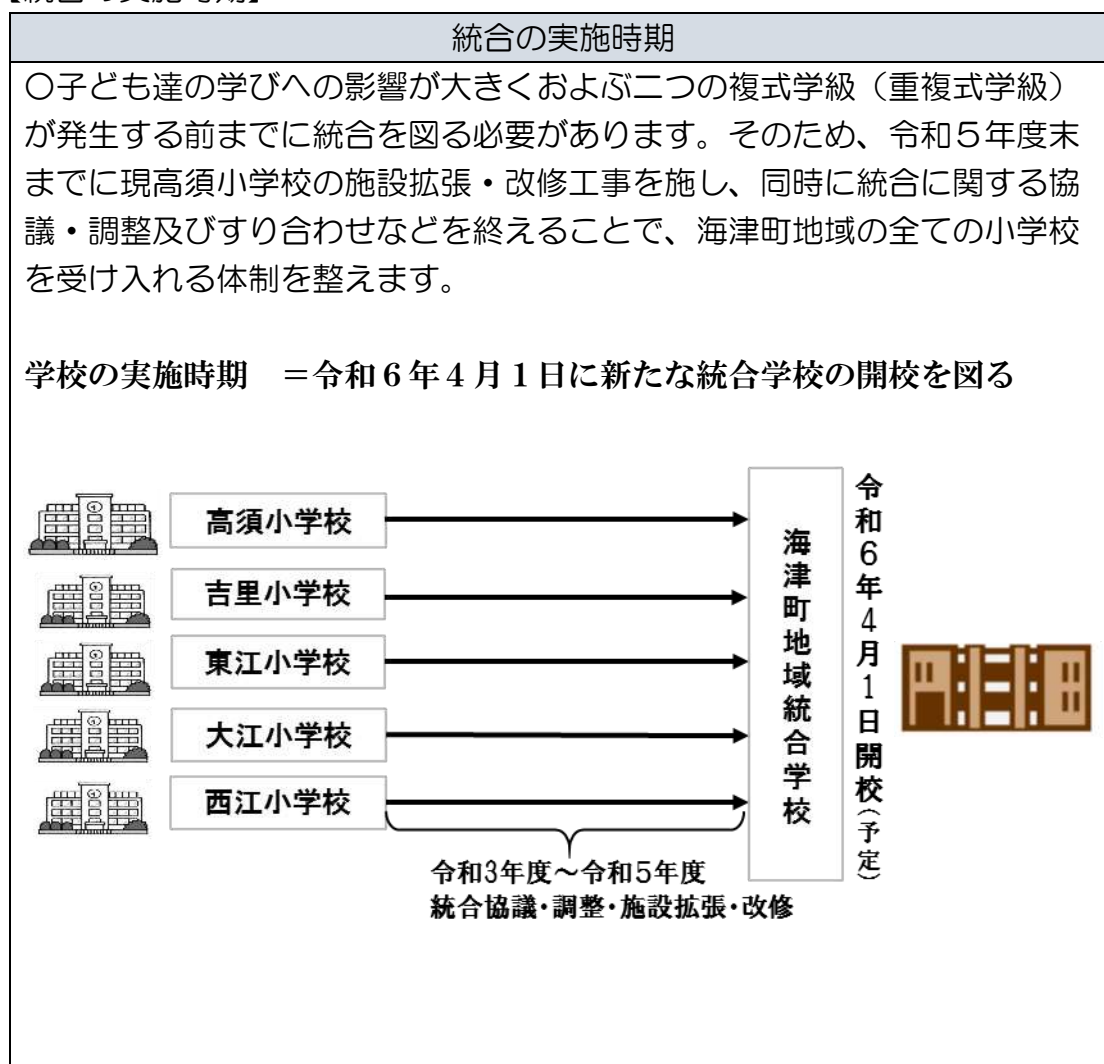 統合の実施時期
〇子ども達の学びへの影響が大きくおよぶ二つの複式学級（重複式学級）
が発生する前までに統合を図る必要があります。そのため、令和５年度末
までに現高須小学校の施設拡張・改修工事を施し、同時に統合に関する協
議・調整及びすり合わせなどを終えることで、海津町地域の全ての小学校
を受け入れる体制を整えます。
学校の実施時期　＝令和６年４月１日に新たな統合学校の開校を図る
高須小学校
吉里小学校
東江小学校
大江小学校
西江小学校
海津町地域統合学校
令和６年４月１日開校（予定）
令和3年度～令和5年度
統合協議・調整・施設拡張・改修